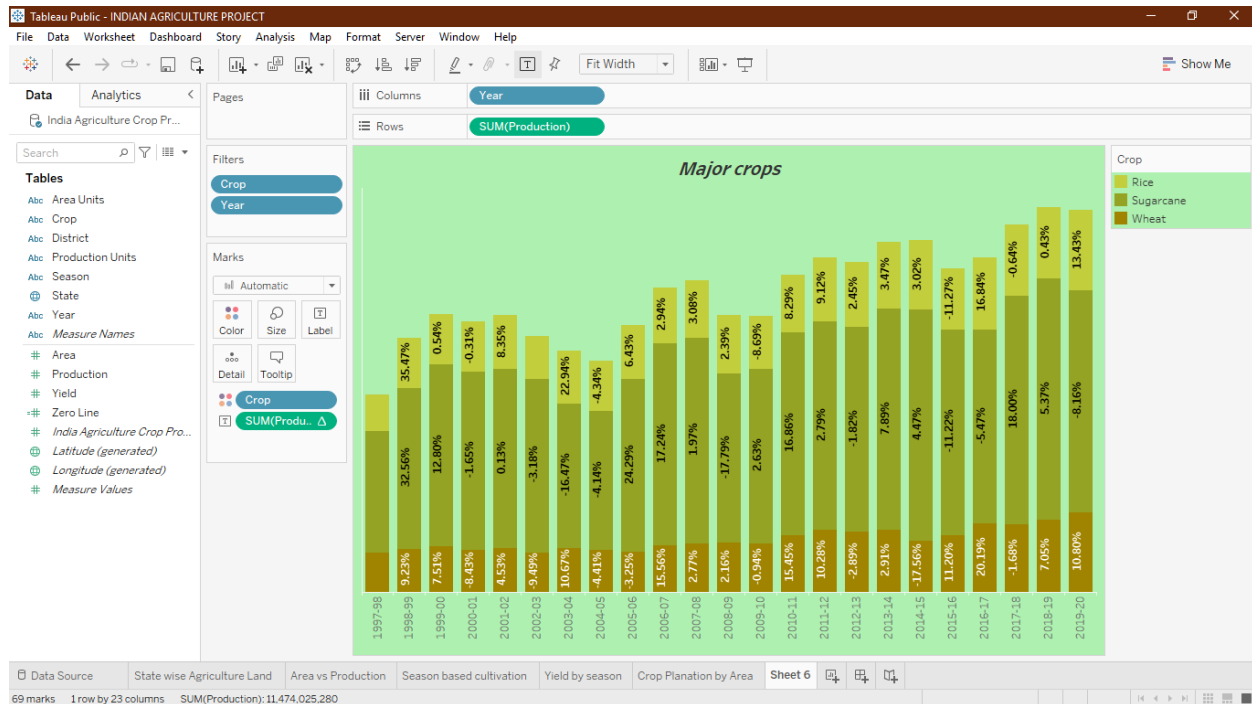 Tableau Public - INDIAN AGRICULTURE PROJECT
File Data Worksheet Dashboard Story Analysis Map Format Server Window Help
Fit Width
Show Me
Data Analytics
India Agriculture Crop Pr...
Search
Tables
Abc Area Units
Abc Crop
Abc District
Abc Production Units
Abc Season
State
Abc Year
Abc Measure Names
# Area
# Production
# Yield
=# Zero Line
# India Agriculture Crop Pro...
Latitude (generated)
Longitude (generated)
# Measure Values
Pages
Filters
Crop
Year
Marks
Automatic
Color Size Label
Detail Tooltip
Crop
SUM(Produ.. Δ
Columns Year
Rows SUM(Production)
Major crops
35.47% 0.54% -0.31% 8.35% 22.94% -4.34% 6.43% 2.94% 3.08% 2.39% -8.69% 8.29% 9.12% 2.45% 3.47% 3.02% -11.27% 16.84% -0.64% 0.43% 13.43%
32.56% 12.80% -1.65% 0.13% -3.18% -16.47% -4.14% 24.29% 17.24% 1.97% -17.79% 2.63% 16.86% 2.79% -1.82% 7.89% 4.47% -11.22% -5.47% 18.00% 5.37% -8.16%
9.23% 7.51% -8.43% 4.53% -9.49% 10.67% -4.41% -3.25% 15.56% 2.77% 2.16% -0.94% 15.45% 10.28% -2.89% 2.91% -17.56% 11.20% 20.19% -1.68% 7.05% 10.80%
1997-98 1998-99 1999-00 2000-01 2001-02 2002-03 2003-04 2004-05 2005-06 2006-07 2007-08 2008-09 2009-10 2010-11 2011-12 2012-13 2013-14 2014-15 2015-16 2016-17 2017-18 2018-19 2019-20
Crop
Rice
Sugarcane
Wheat
Data Source State wise Agriculture Land Area vs Production Season based cultivation Yield by season Crop Planation by Area Sheet 6
69 marks 1 row by 23 columns SUM(Production): 11,474,025,280